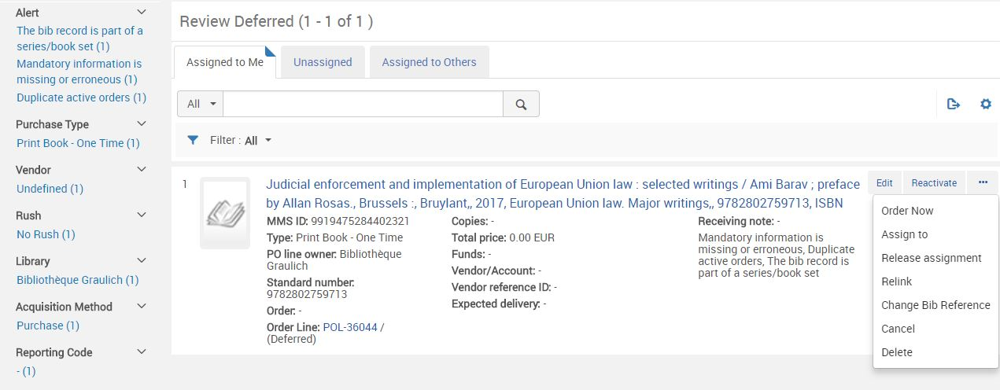 Alert
The bib record is part of a
series/book set (1)
Mandatory information is
missing or erroneous (1)
Duplicate active orders (1)
Purchase Type
Print Book - One Time (1)
Vendor
Undefined (1)
Rush
No Rush (1)
Library
Bibliothèque Graulich (1)
Acquisition Method
Purchase (1)
Reporting Code
- (1)
Review Deferred (1 - 1 of 1 )
Assigned to Me
Unassigned
Assigned to Others
All
Filter : All
1
Judicial enforcement and implementation of European Union law : selected writings / Ami Barav ; preface
by Allan Rosas., Brussels :, Bruylant,, 2017, European Union law. Major writings,, 9782802759713, ISBN
MMS ID: 9919475284402321
Type: Print Book - One Time
PO line owner: Bibliothèque
Graulich
Standard number:
9782802759713
Order: -
Order Line: POL-36044 /
(Deferred)
Copies: -
Total price: 0.00 EUR
Funds: -
Vendor/Account: -
Vendor reference ID: -
Expected delivery: -
Receiving note: -
Mandatory information is
missing or erroneous, Duplicate
active orders, The bib record is
part of a series/book set
Edit
Reactivate
Order Now
Assign to
Release assignment
Relink
Change Bib Reference
Cancel
Delete